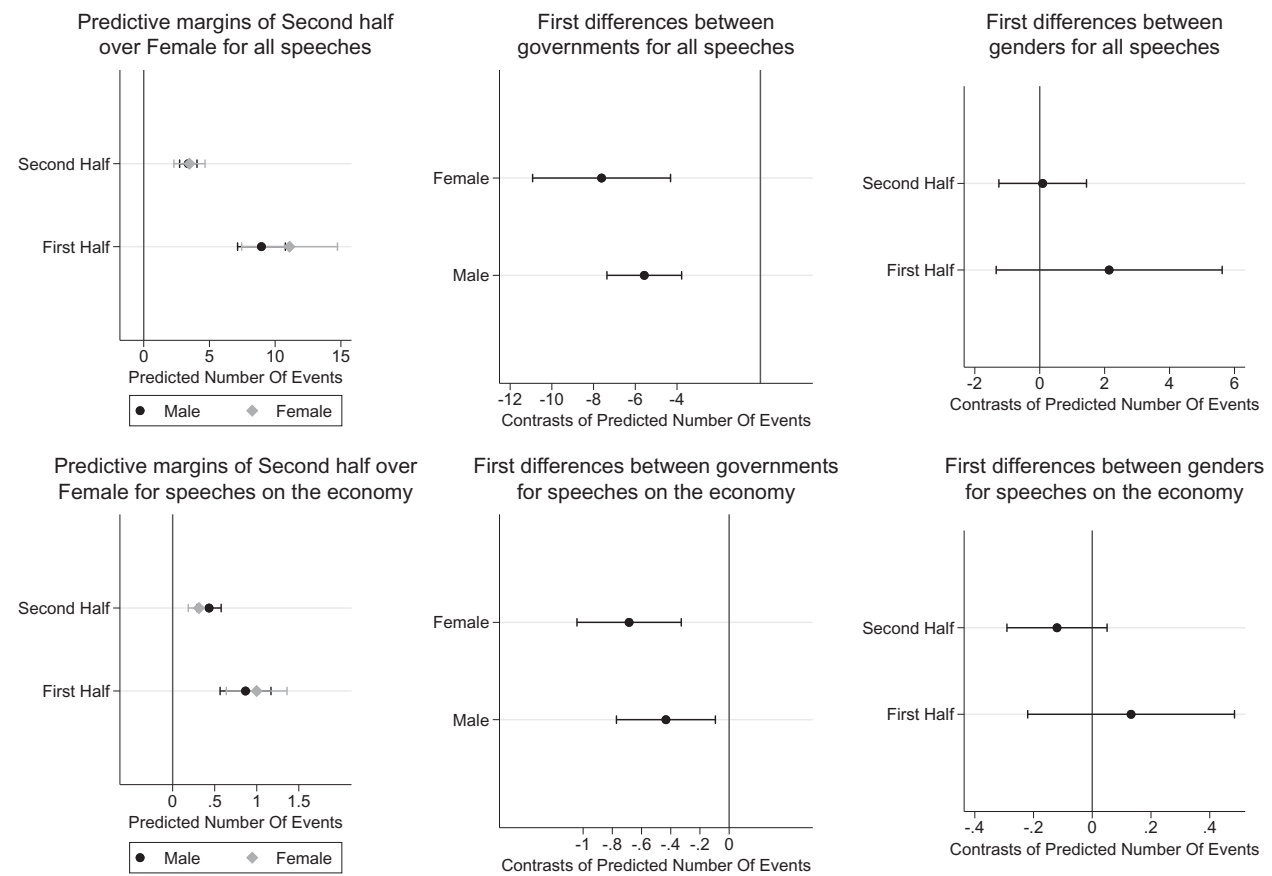 Predictive margins of Second half
over Female for all speeches
Second Half
First Half
0 5 10 15
Predicted Number Of Events
Male Female
First differences between
governments for all speeches
Female
Male
-12 -10 -8 -6 -4
Contrasts of Predicted Number Of Events
First differences between
genders for all speeches
Second Half
First Half
-2 0 2 4 6
Contrasts of Predicted Number Of Events
Predictive margins of Second half over
Female for speeches on the economy
Second Half
First Half
0 .5 1 1.5
Predicted Number Of Events
Male Female
First differences between governments
for speeches on the economy
Female
Male
-1 -.8 -.6 -.4 -.2 0
Contrasts of Predicted Number Of Events
First differences between genders
for speeches on the economy
Second Half
First Half
-.4 -.2 0 .2 .4
Contrasts of Predicted Number Of Events